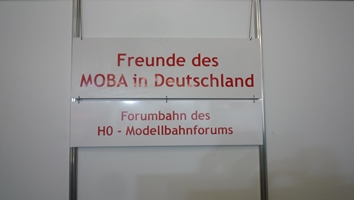 Freunde des
MOBA in Deutschland
Forumbahn des
H0 - Modellbahnforums